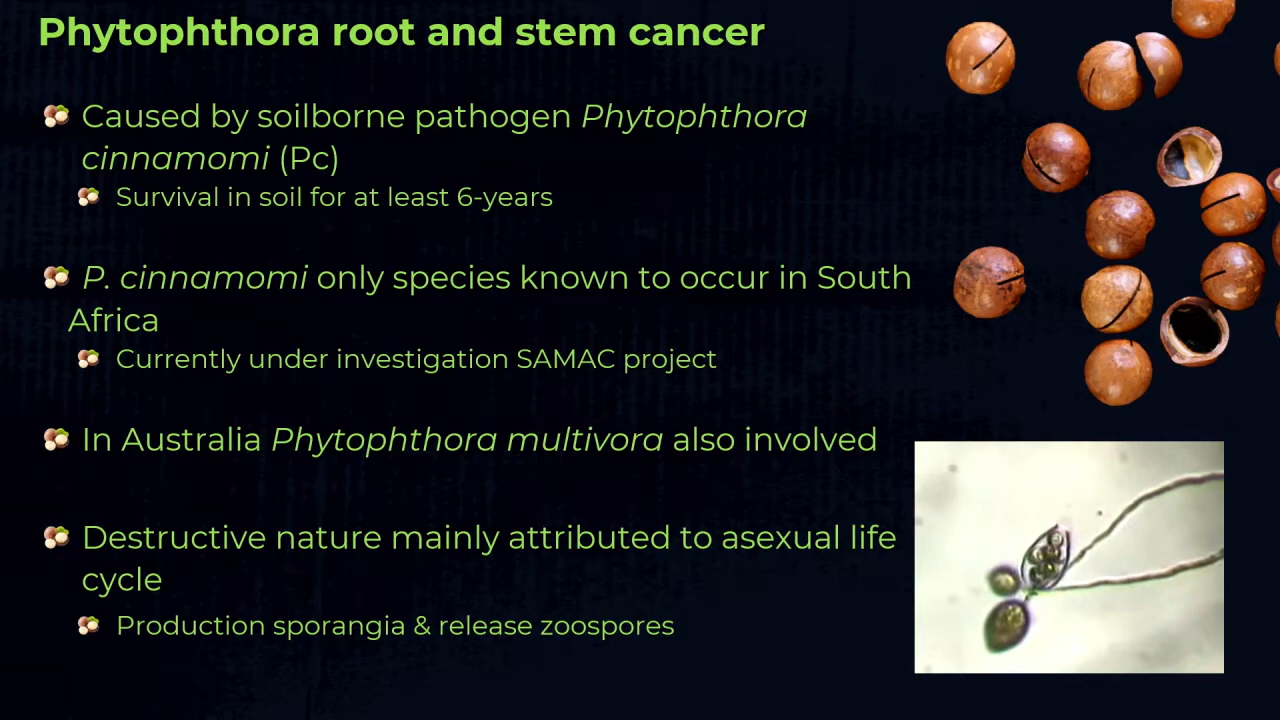 Phytophthora root and stem cancer
Caused by soilborne pathogen Phytophthora
cinnamomi (Pc)
Survival in soil for at least 6-years
P. cinnamomi only species known to occur in South
Africa
Currently under investigation SAMAC project
In Australia Phytophthora multivora also involved
Destructive nature mainly attributed to asexual life
cycle
Production sporangia & release zoospores